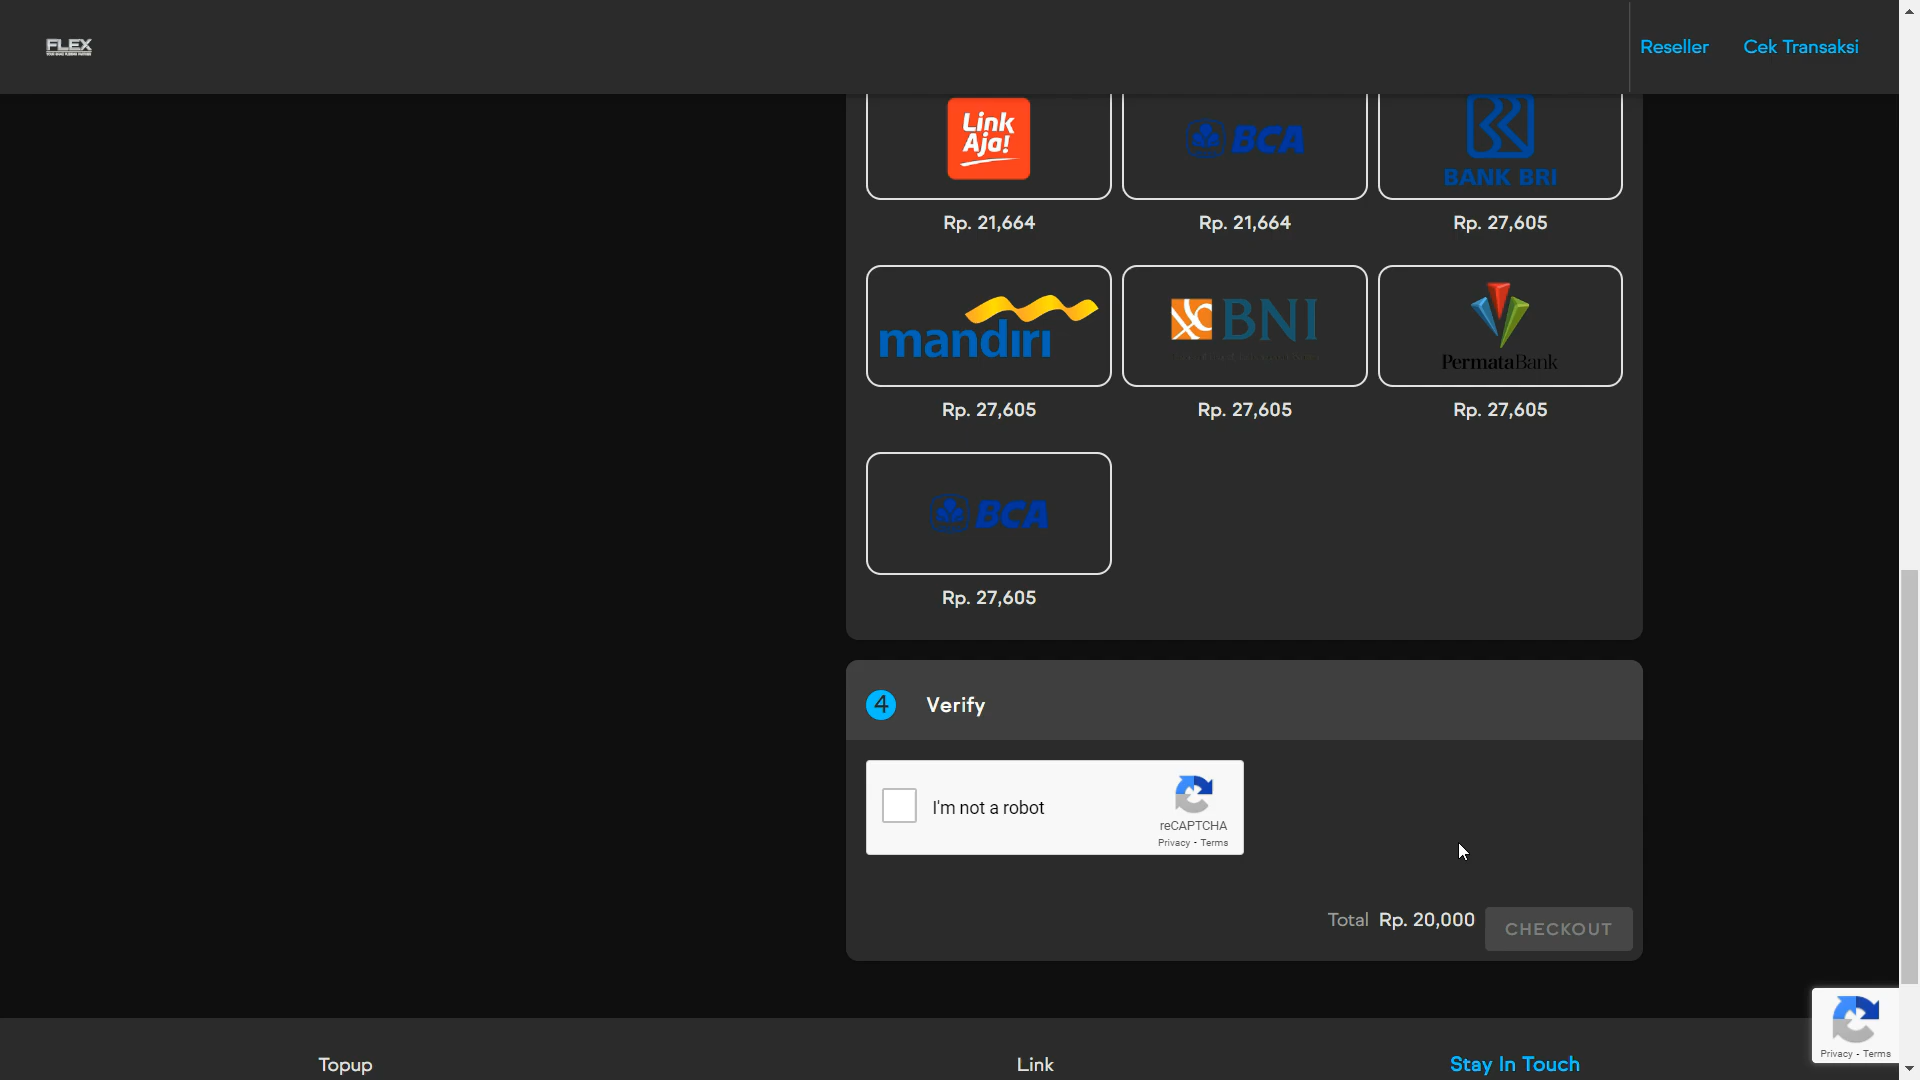 FLEX
Reseller
Cek Transaksi
Link
Aja!
BCA
BANK BRI
Rp. 21,664
Rp. 21,664
Rp. 27,605
mandiri
BNI
PermataBank
Rp. 27,605
Rp. 27,605
Rp. 27,605
BCA
Rp. 27,605
4
Verify
I'm not a robot
reCAPTCHA
Privacy - Terms
Total Rp. 20,000
CHECKOUT
Privacy - Terms
Topup
Link
Stay In Touch